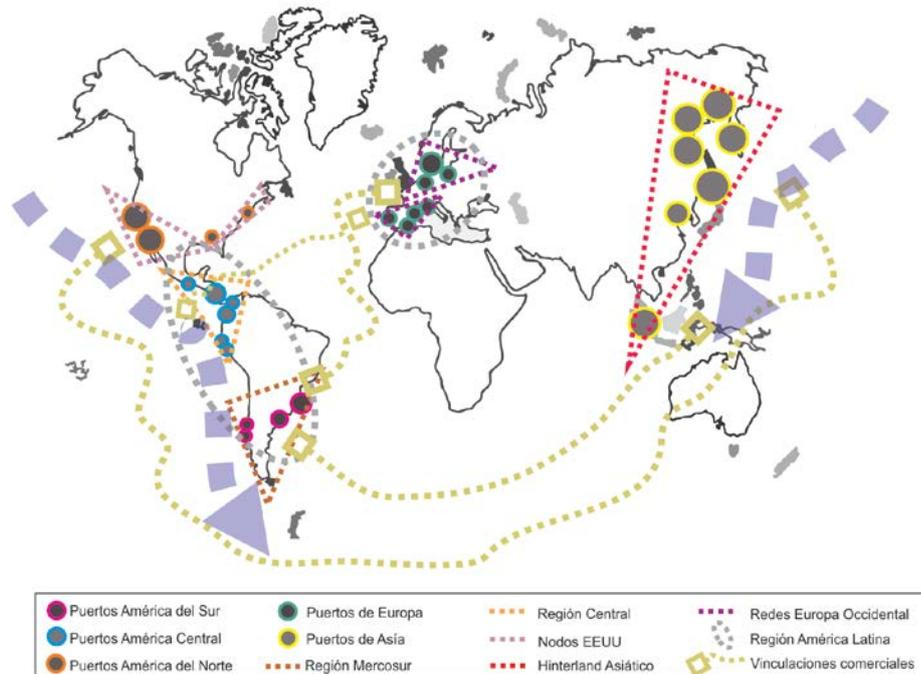 Puertos América del Sur
Puertos América Central
Puertos América del Norte
Puertos de Europa
Puertos de Asía
Región Mercosur
Región Central
Nodos EEUU
Hinterland Asiático
Redes Europa Occidental
Región América Latina
Vinculaciones comerciales